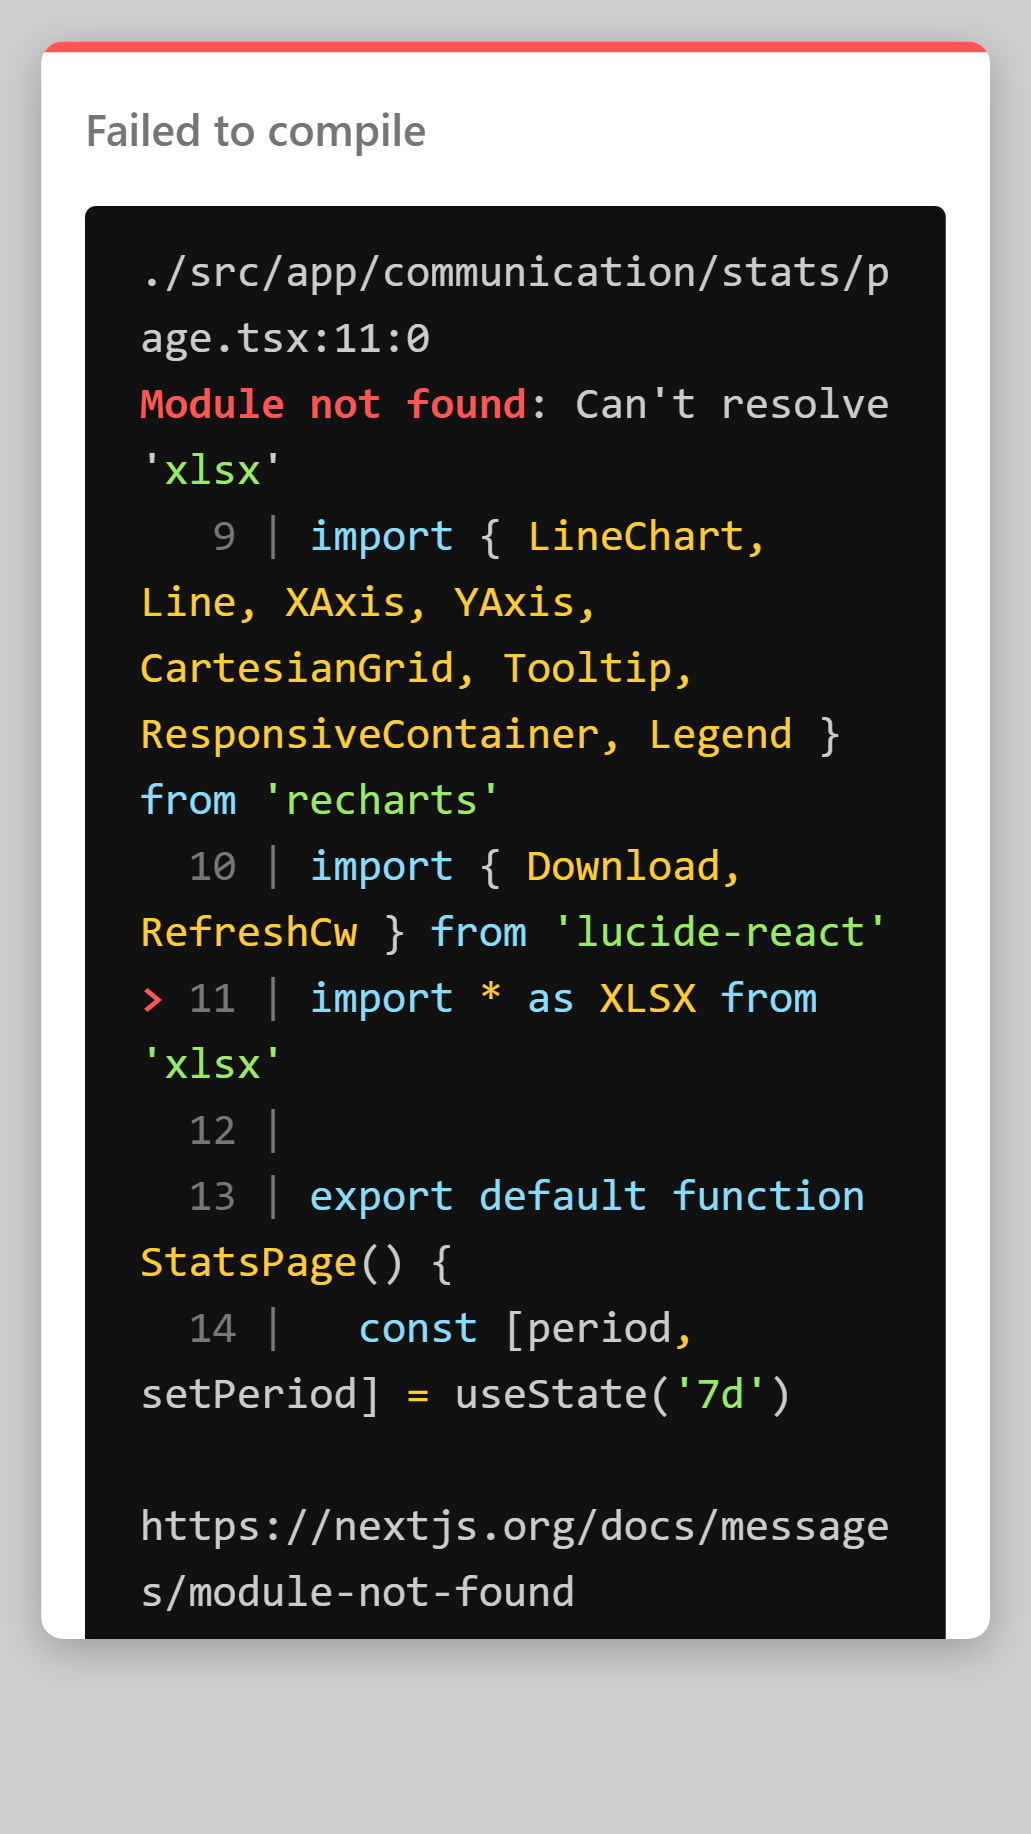 Failed to compile
./src/app/communication/stats/p
age.tsx:11:0
Module not found: Can't resolve
'xlsx'
9 | import { LineChart,
Line, XAxis, YAxis,
CartesianGrid, Tooltip,
ResponsiveContainer, Legend }
from 'recharts'
10 | import { Download,
RefreshCw } from 'lucide-react'
> 11 | import * as XLSX from
'xlsx'
12 |
13 | export default function
StatsPage() {
14 |   const [period,
setPeriod] = useState('7d')
https://nextjs.org/docs/message
s/module-not-found